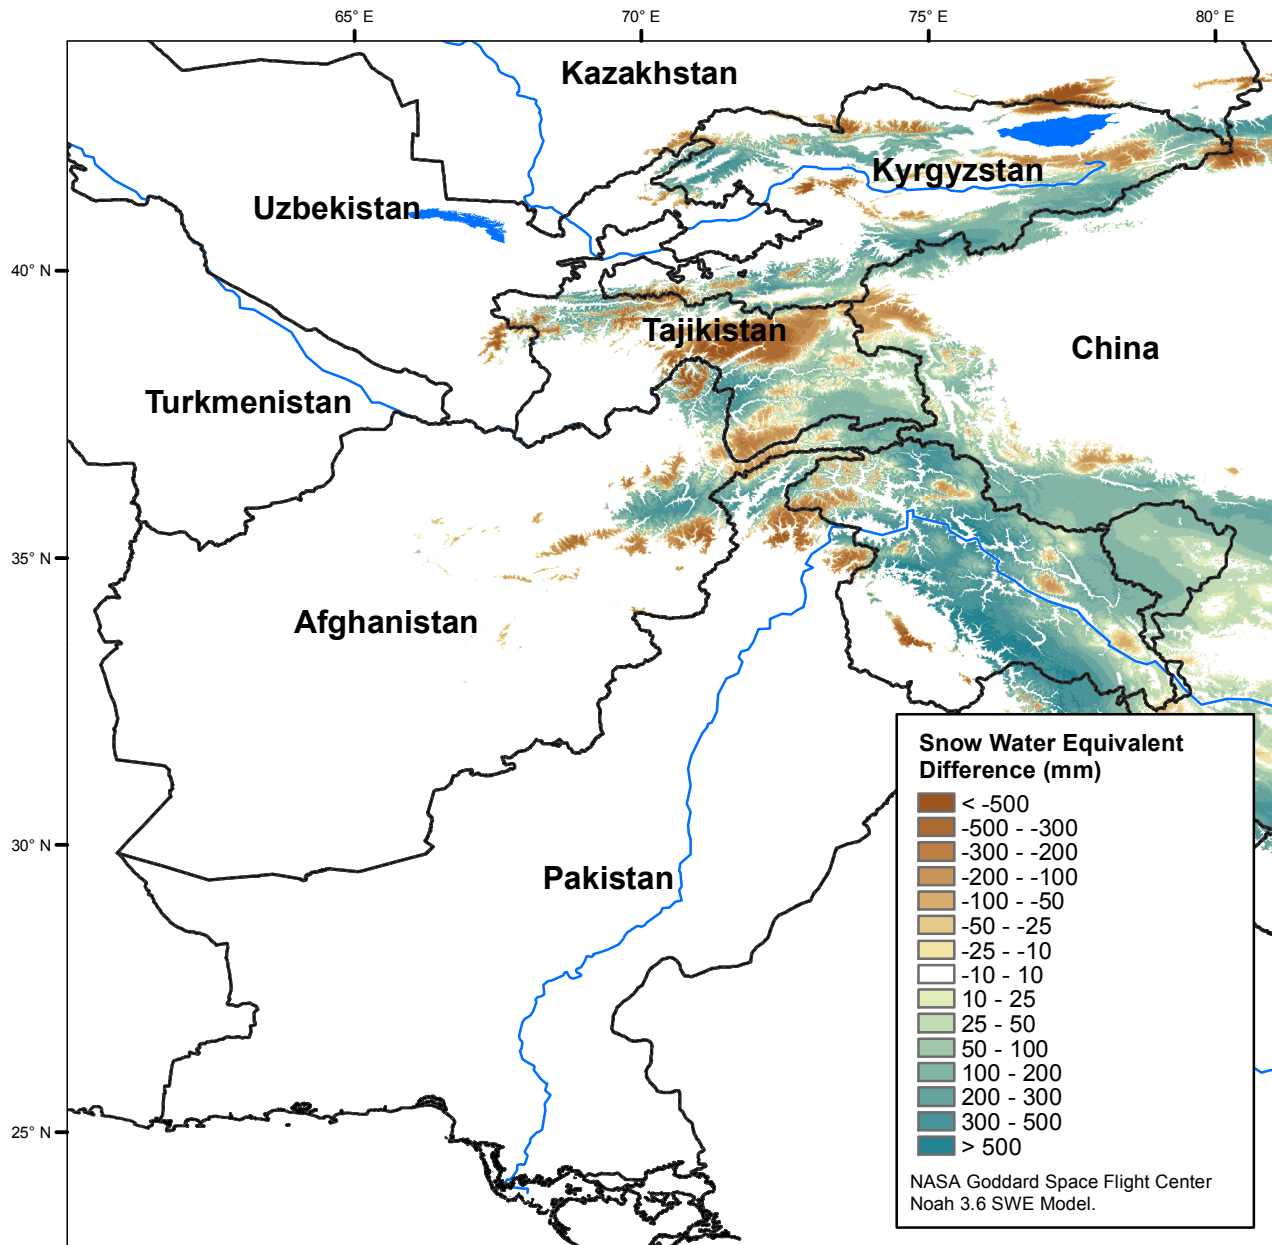 65° E
70° E
75° E
80° E
Kazakhstan
Kyrgyzstan
Uzbekistan
40° N
Tajikistan
China
Turkmenistan
35° N
Afghanistan
Snow Water Equivalent
Difference (mm)
< -500
-500 - -300
-300 - -200
-200 - -100
-100 - -50
-50 - -25
-25 - -10
-10 - 10
10 - 25
25 - 50
50 - 100
100 - 200
200 - 300
300 - 500
> 500
NASA Goddard Space Flight Center
Noah 3.6 SWE Model.
30° N
Pakistan
25° N